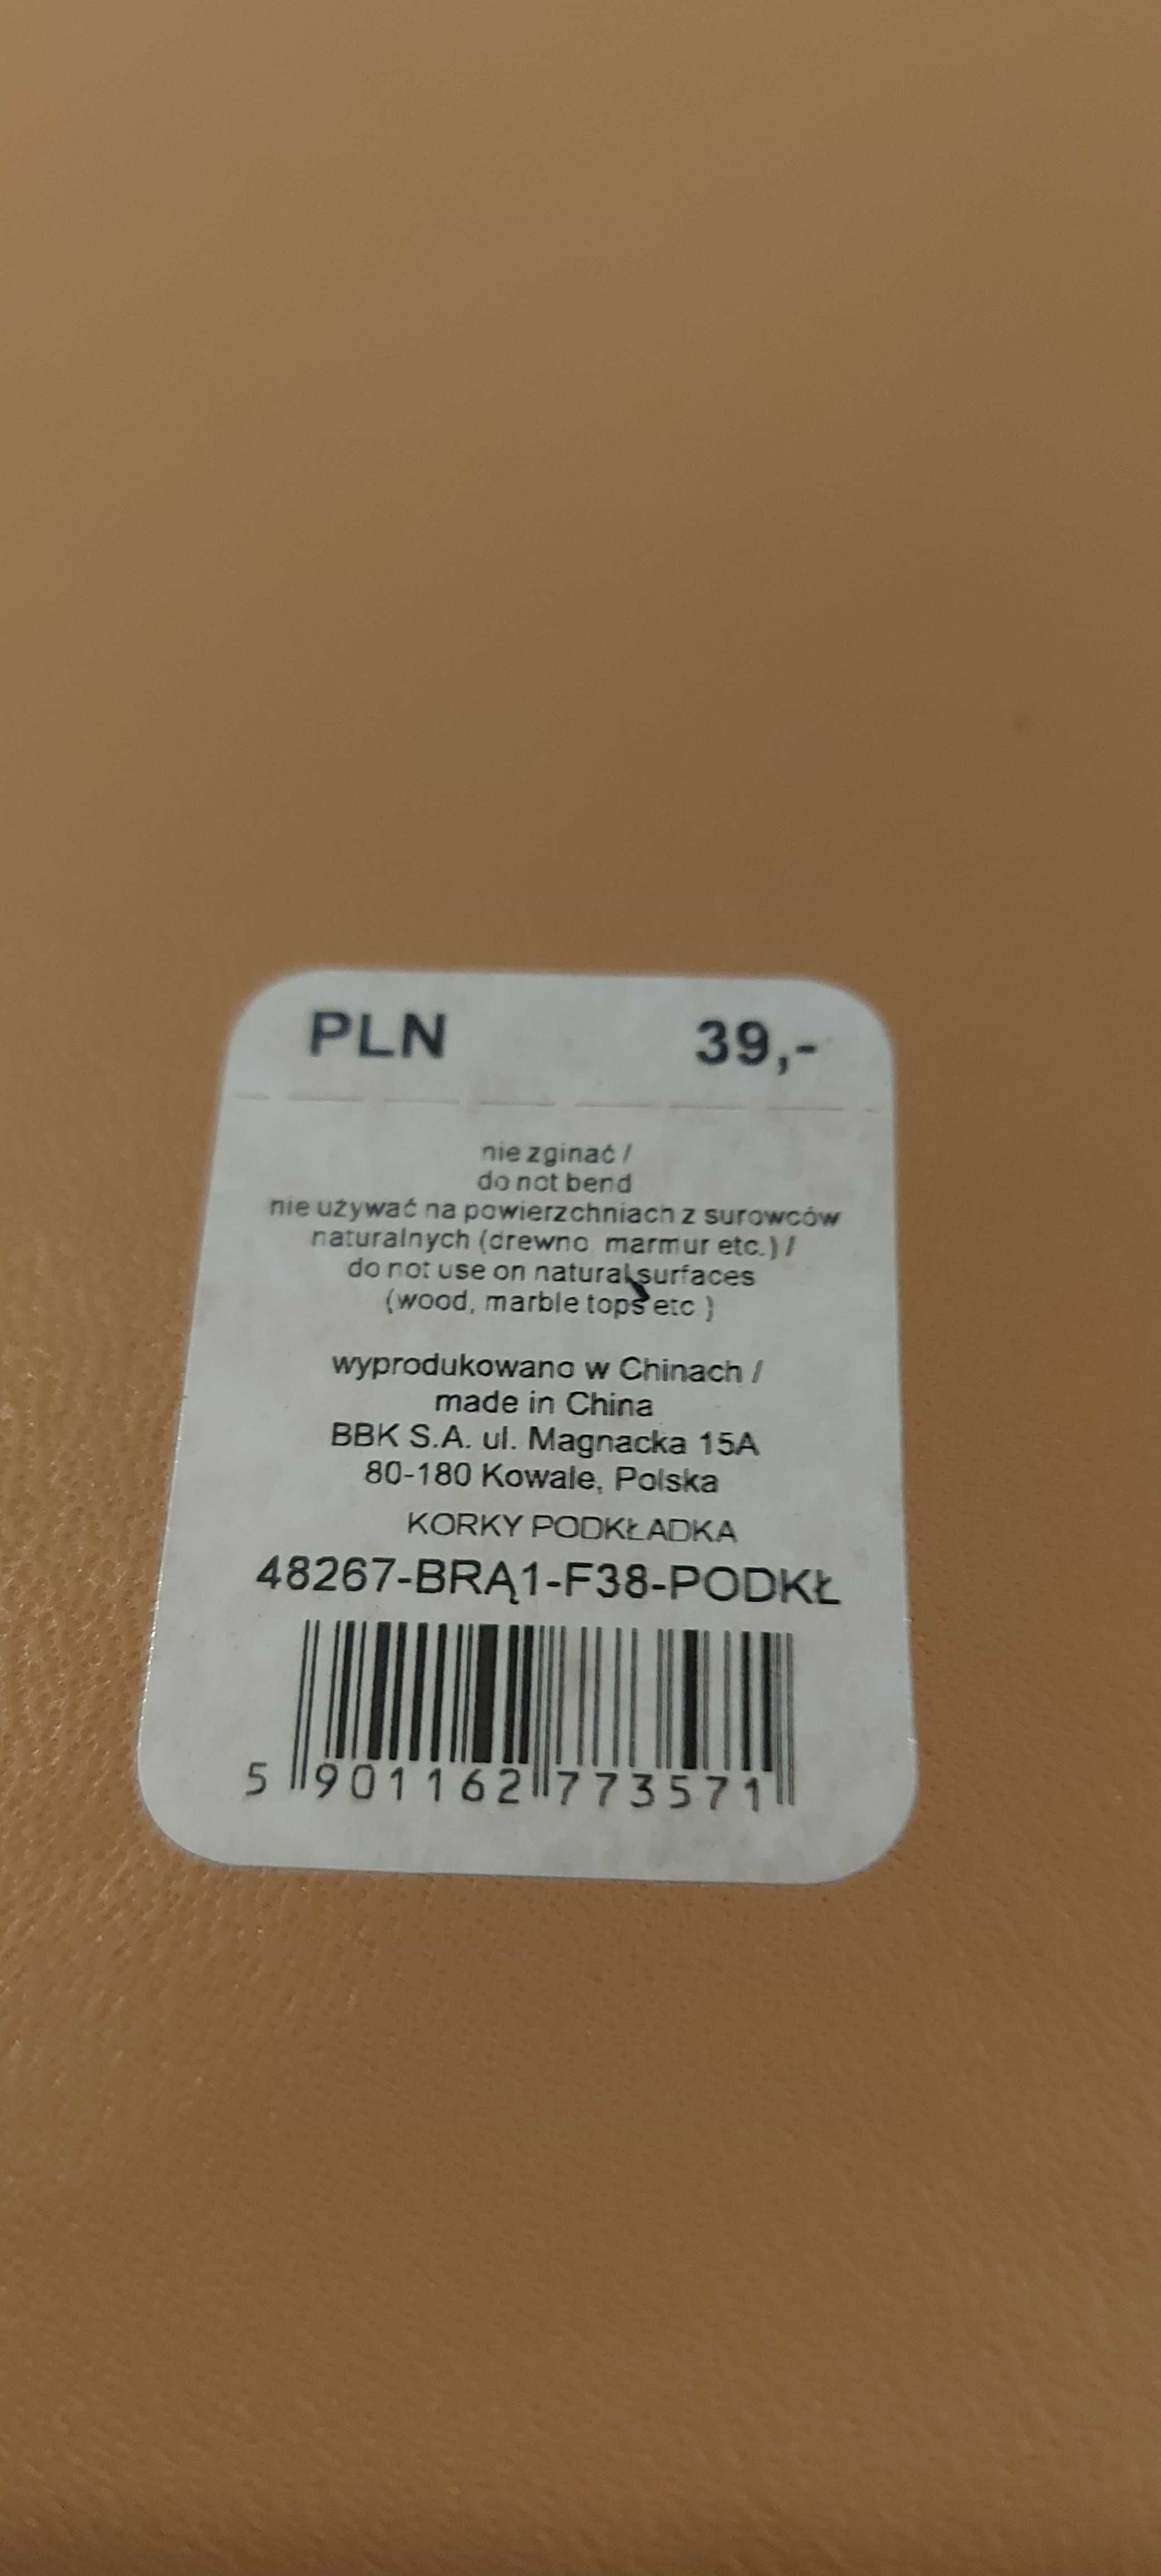 PLN 39,-
nie zginać /
do not bend
nie używać na powierzchniach z surowców
naturalnych (drewno, marmur etc.) /
do not use on natural surfaces
(wood, marble tops etc.)
wyprodukowano w Chinach /
made in China
BBK S.A. ul. Magnacka 15A
80-180 Kowale, Polska
KORKY PODKŁADKA
48267-BRĄ1-F38-PODKŁ
5 901162 773571